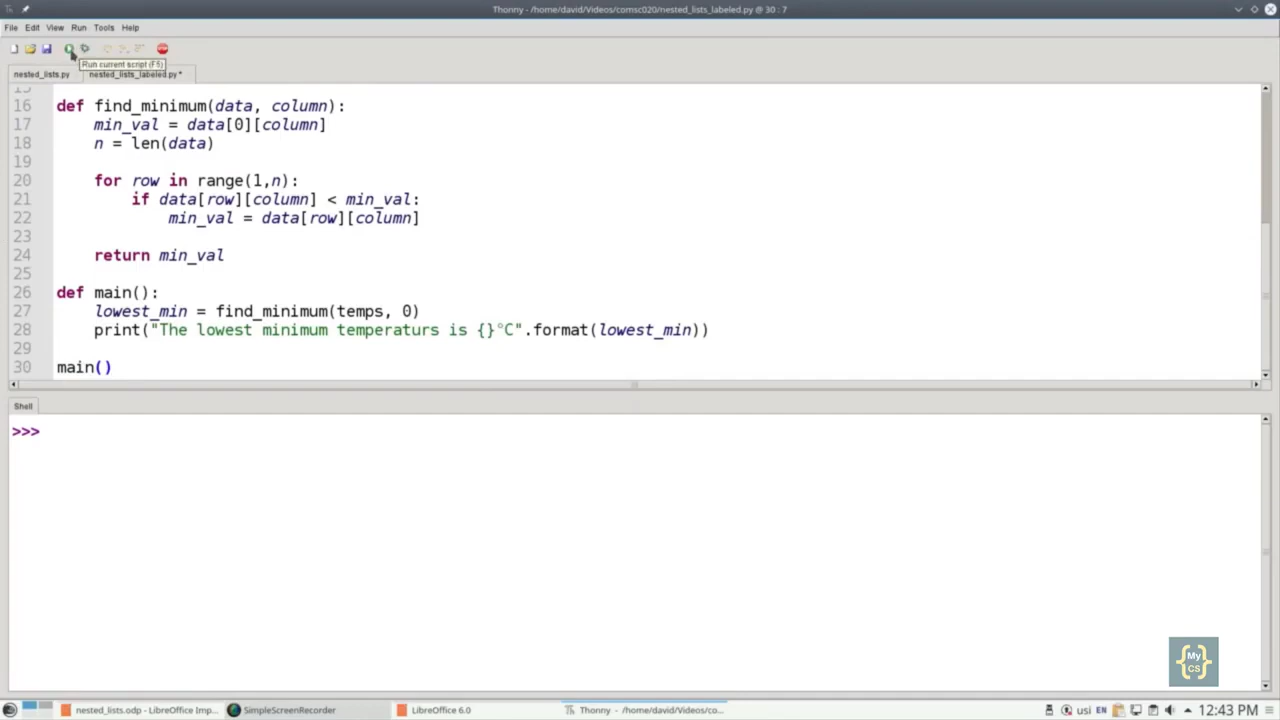 Thonny - /home/david/Videos/comsc020/nested_lists_labeled.py @ 30 : 7
File Edit View Run Tools Help
Run current script (F5)
nested_lists.py nested_lists_labeled.py *
15
16 def find_minimum(data, column):
17 min_val = data[0][column]
18 n = len(data)
19
20 for row in range(1,n):
21 if data[row][column] < min_val:
22 min_val = data[row][column]
23
24 return min_val
25
26 def main():
27 lowest_min = find_minimum(temps, 0)
28 print("The lowest minimum temperaturs is {}°C".format(lowest_min))
29
30 main()
Shell
>>>
{My CS}
nested_lists.odp - LibreOffice Imp... SimpleScreenRecorder LibreOffice 6.0 Thonny - /home/david/Videos/co... usi EN 12:43 PM